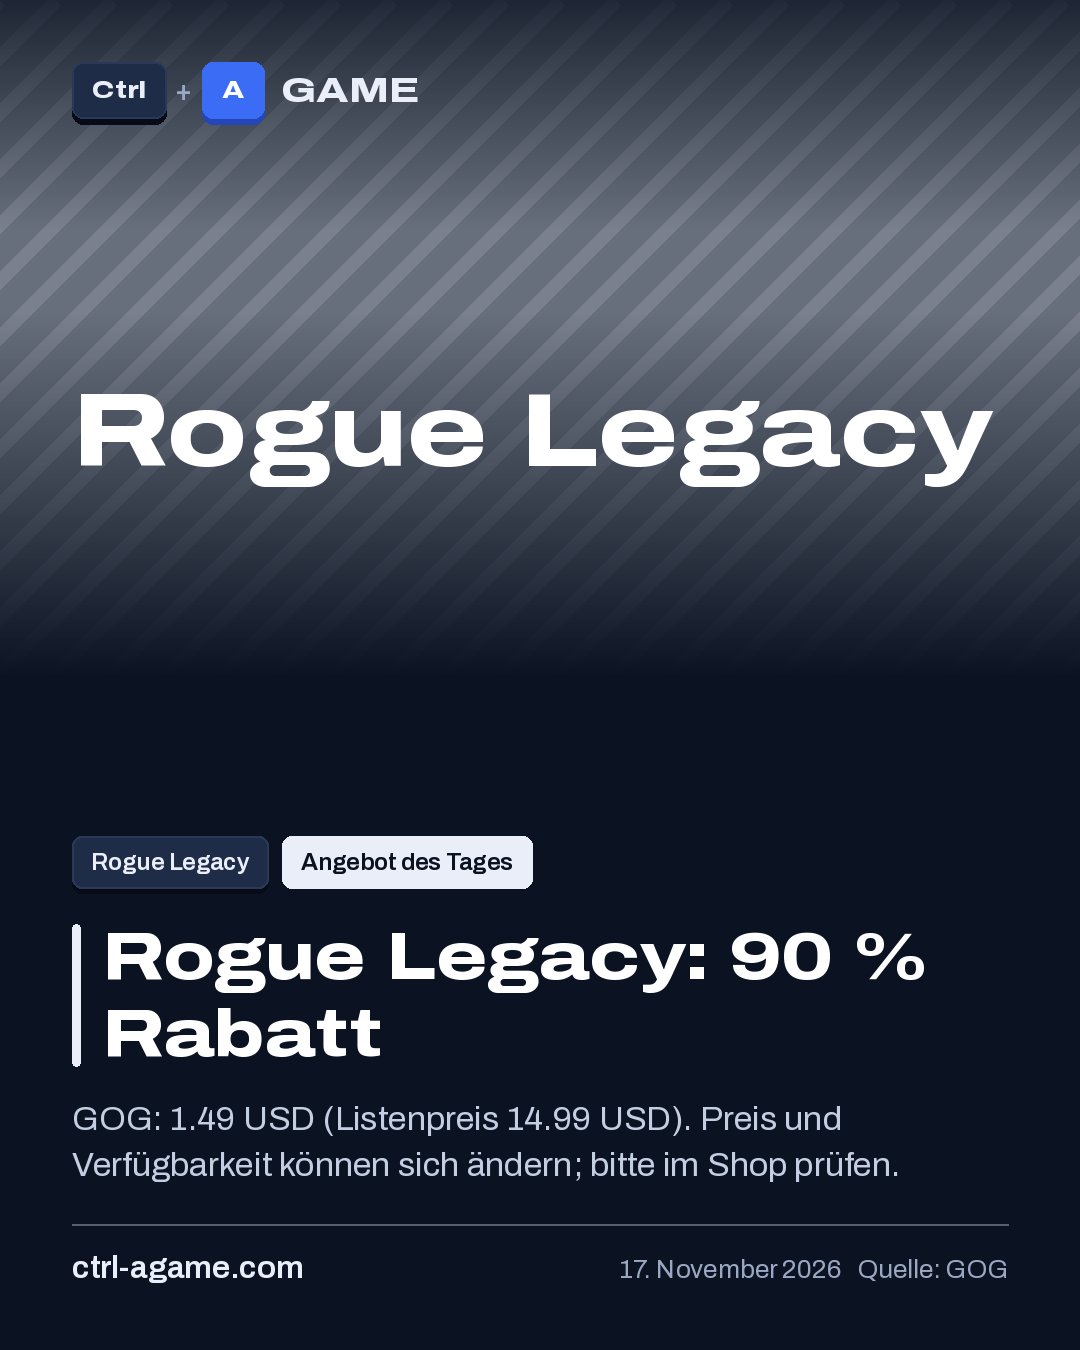 Ctrl + A GAME
Rogue Legacy
Rogue Legacy
Angebot des Tages
Rogue Legacy: 90 %
Rabatt
GOG: 1.49 USD (Listenpreis 14.99 USD). Preis und
Verfügbarkeit können sich ändern; bitte im Shop prüfen.
ctrl-agame.com
17. November 2026 Quelle: GOG